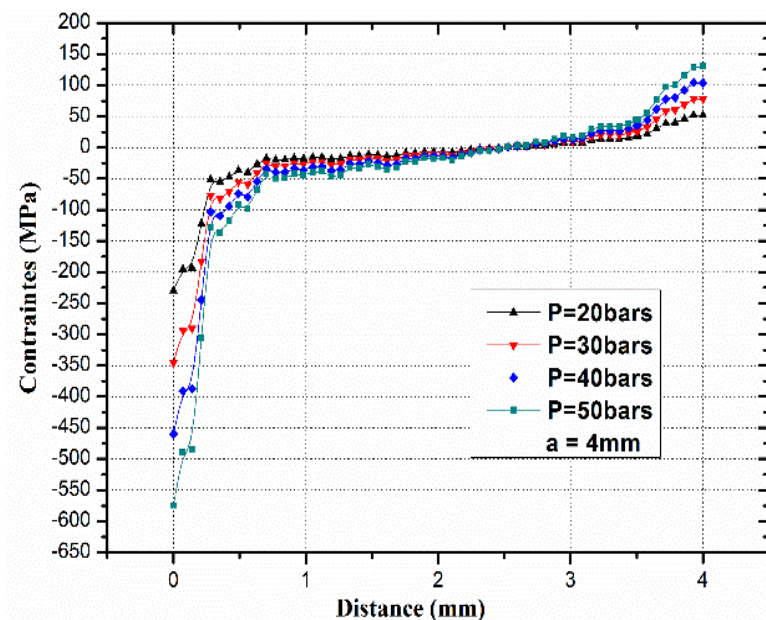 200
150
100
50
0
-50
-100
-150
-200
-250
-300
-350
-400
-450
-500
-550
-600
-650
Contraintes (MPa)
P=20bars
P=30bars
P=40bars
P=50bars
a = 4mm
0 1 2 3 4
Distance (mm)